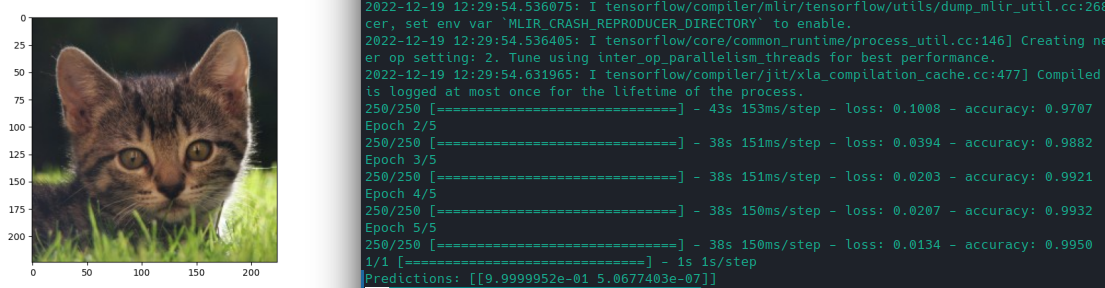 0
25
50
75
100
125
150
175
200
0 50 100 150 200
2022-12-19 12:29:54.536075: I tensorflow/compiler/mlir/tensorflow/utils/dump_mlir_util.cc:268
cer, set env var `MLIR_CRASH_REPRODUCER_DIRECTORY` to enable.
2022-12-19 12:29:54.536405: I tensorflow/core/common_runtime/process_util.cc:146] Creating ne
er op setting: 2. Tune using inter_op_parallelism_threads for best performance.
2022-12-19 12:29:54.631965: I tensorflow/compiler/jit/xla_compilation_cache.cc:477] Compiled
is logged at most once for the lifetime of the process.
250/250 [==============================] - 43s 153ms/step - loss: 0.1008 - accuracy: 0.9707
Epoch 2/5
250/250 [==============================] - 38s 151ms/step - loss: 0.0394 - accuracy: 0.9882
Epoch 3/5
250/250 [==============================] - 38s 151ms/step - loss: 0.0203 - accuracy: 0.9921
Epoch 4/5
250/250 [==============================] - 38s 150ms/step - loss: 0.0207 - accuracy: 0.9932
Epoch 5/5
250/250 [==============================] - 38s 150ms/step - loss: 0.0134 - accuracy: 0.9950
1/1 [==============================] - 1s 1s/step
Predictions: [[9.9999952e-01 5.0677403e-07]]